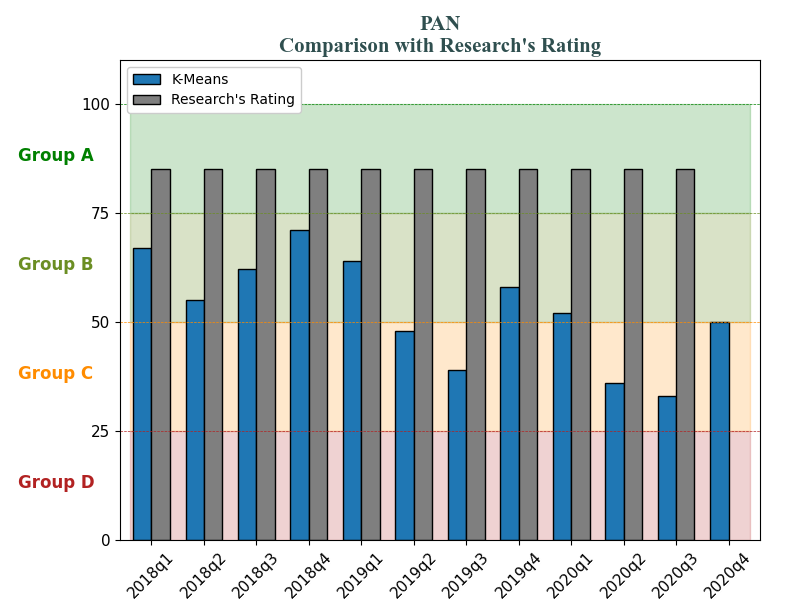 PAN
Comparison with Research's Rating
K-Means
Research's Rating
100
75
50
25
0
Group A
Group B
Group C
Group D
2018q1
2018q2
2018q3
2018q4
2019q1
2019q2
2019q3
2019q4
2020q1
2020q2
2020q3
2020q4